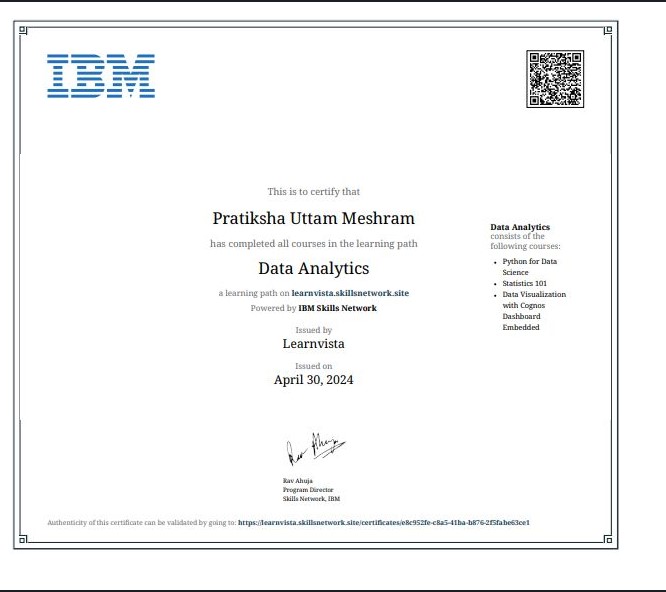 IBM
This is to certify that
Pratiksha Uttam Meshram
has completed all courses in the learning path
Data Analytics
a learning path on learnvista.skillsnetwork.site
Powered by IBM Skills Network
Issued by
Learnvista
Issued on
April 30, 2024
Data Analytics
consists of the
following courses:
• Python for Data
Science
• Statistics 101
• Data Visualization
with Cognos
Dashboard
Embedded
Rav Ahuja
Program Director
Skills Network, IBM
Authenticity of this certificate can be validated by going to: https://learnvista.skillsnetwork.site/certificates/e8c952fe-c8a5-41ba-b876-2f5fabe63ce1